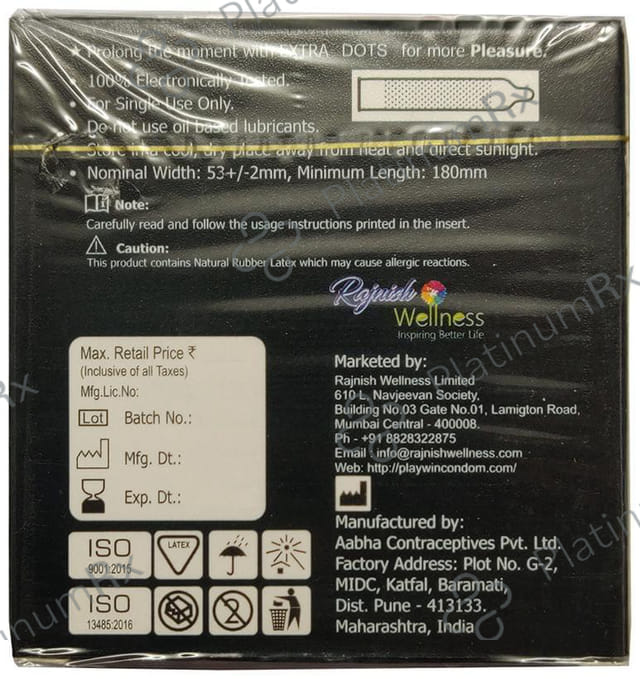 ★ Prolong the moment with EXTRA DOTS for more Pleasure.
• 100% Electronically Tested.
• For Single Use Only.
• Do not use oil based lubricants.
• Store in a cool, dry place away from heat and direct sunlight.
• Nominal Width: 53+/-2mm, Minimum Length: 180mm
Note:
Carefully read and follow the usage instructions printed in the insert.
Caution:
This product contains Natural Rubber Latex which may cause allergic reactions.
Rajnish
Wellness
Inspiring Better Life
Max. Retail Price ₹
(Inclusive of all Taxes)
Mfg.Lic.No:
Lot Batch No.:
Mfg. Dt.:
Exp. Dt.:
ISO
9001:2015
LATEX
ISO
13485:2016
2
Marketed by:
Rajnish Wellness Limited
610 L Navjeevan Society,
Building No.03 Gate No.01, Lamigton Road,
Mumbai Central - 400008.
Ph - +91 8828322875
Email : info@rajnishwellness.com
Web: http://playwincondom.com/
Manufactured by:
Aabha Contraceptives Pvt. Ltd.
Factory Address: Plot No. G-2,
MIDC, Katfal, Baramati,
Dist. Pune - 413133.
Maharashtra, India
PlatinumRx
PlatinumRx
PlatinumRx